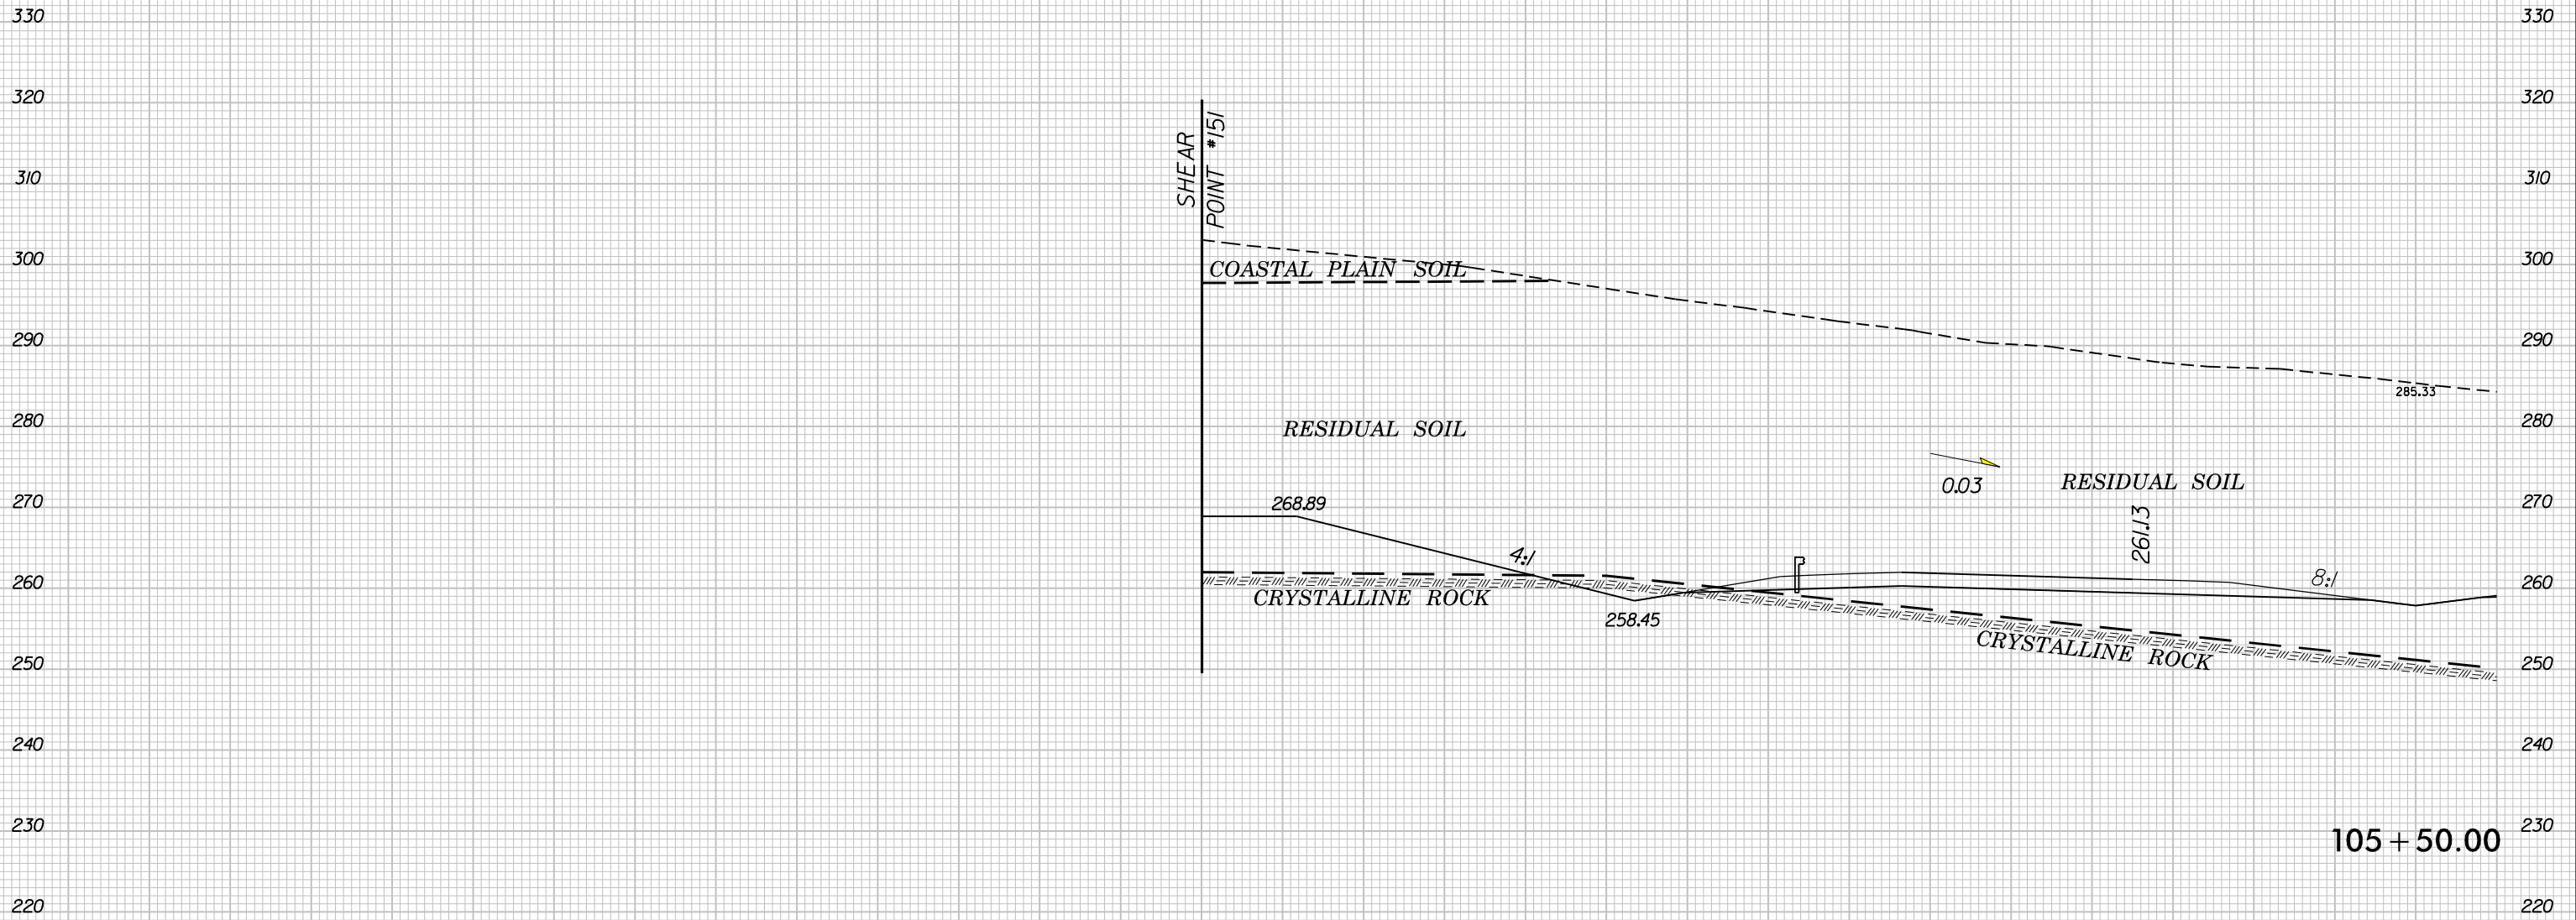 330 330
320 320
SHEAR
POINT #151
310 310
300 300
COASTAL PLAIN SOIL
290 290
285.33
280 280
RESIDUAL SOIL
0.03
RESIDUAL SOIL
270 270
268.89
261.13
4:1
8:1
260 260
CRYSTALLINE ROCK
258.45
CRYSTALLINE ROCK
250 250
240 240
230 230
105+50.00
220 220